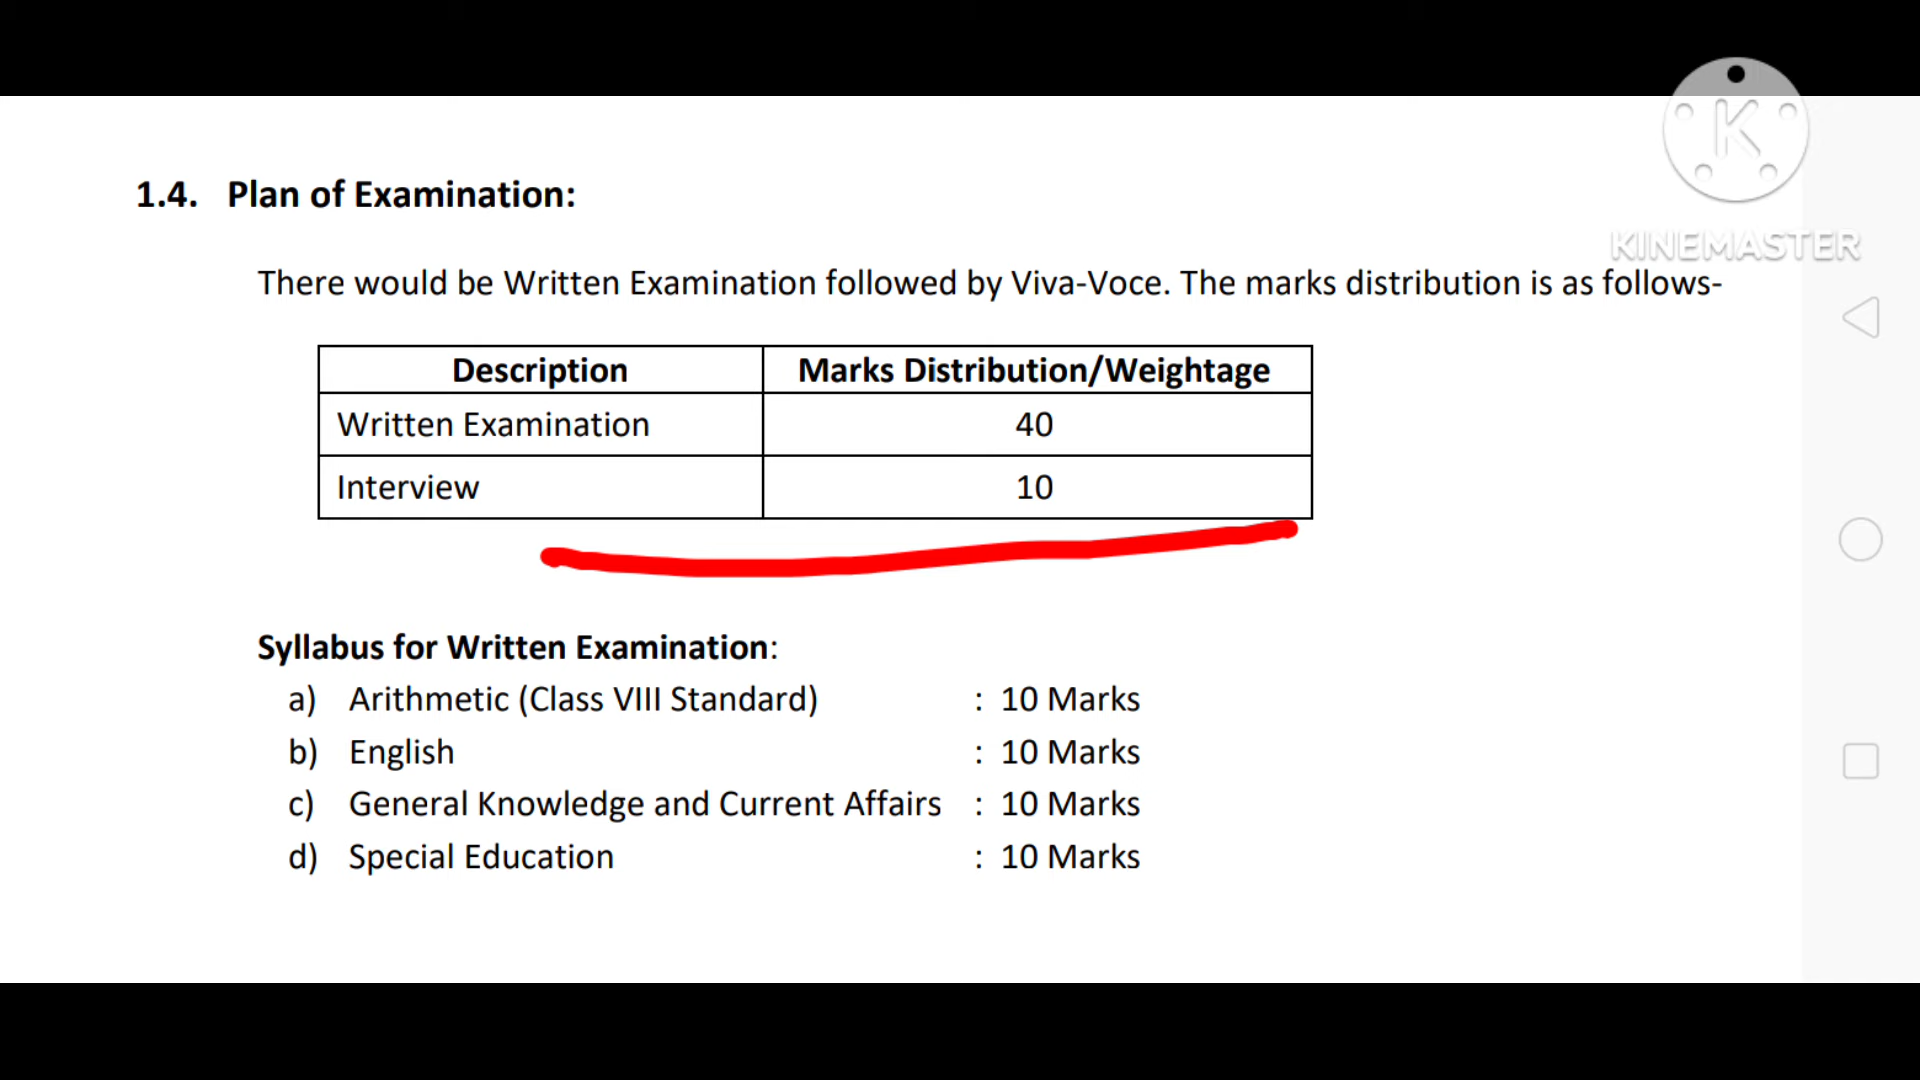 K
KINEMASTER
1.4. Plan of Examination:
There would be Written Examination followed by Viva-Voce. The marks distribution is as follows-
Description Marks Distribution/Weightage
Written Examination 40
Interview 10
Syllabus for Written Examination:
a) Arithmetic (Class VIII Standard) : 10 Marks
b) English : 10 Marks
c) General Knowledge and Current Affairs : 10 Marks
d) Special Education : 10 Marks